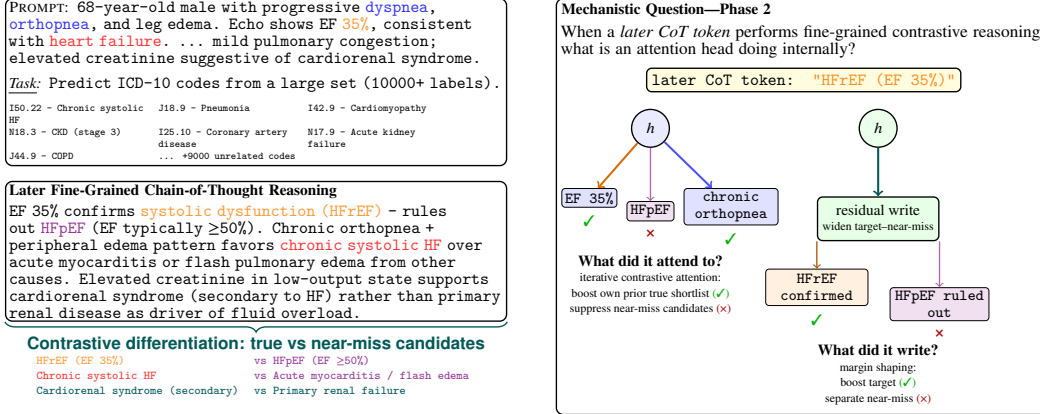 PROMPT: 68-year-old male with progressive dyspnea,
orthopnea, and leg edema. Echo shows EF 35%, consistent
with heart failure. ... mild pulmonary congestion;
elevated creatinine suggestive of cardiorenal syndrome.
Task: Predict ICD-10 codes from a large set (10000+ labels).
I50.22 – Chronic systolic HF
J18.9 – Pneumonia
I42.9 – Cardiomyopathy
N18.3 – CKD (stage 3)
I25.10 – Coronary artery disease
N17.9 – Acute kidney failure
J44.9 – COPD
... +9000 unrelated codes
Later Fine-Grained Chain-of-Thought Reasoning
EF 35% confirms systolic dysfunction (HFrEF) – rules
out HFpEF (EF typically ≥50%). Chronic orthopnea +
peripheral edema pattern favors chronic systolic HF over
acute myocarditis or flash pulmonary edema from other
causes. Elevated creatinine in low-output state supports
cardiorenal syndrome (secondary to HF) rather than primary
renal disease as driver of fluid overload.
Contrastive differentiation: true vs near-miss candidates
HFrEF (EF 35%) vs HFpEF (EF ≥50%)
Chronic systolic HF vs Acute myocarditis / flash edema
Cardiorenal syndrome (secondary) vs Primary renal failure
Mechanistic Question—Phase 2
When a later CoT token performs fine-grained contrastive reasoning
what is an attention head doing internally?
later CoT token: "HFrEF (EF 35%)"
h
EF 35%
✓
HFpEF
×
chronic
orthopnea
✓
What did it attend to?
iterative contrastive attention:
boost own prior true shortlist (✓)
suppress near-miss candidates (×)
h
residual write
widen target–near-miss
HFrEF
confirmed
✓
HFpEF ruled
out
×
What did it write?
margin shaping:
boost target (✓)
separate near-miss (×)